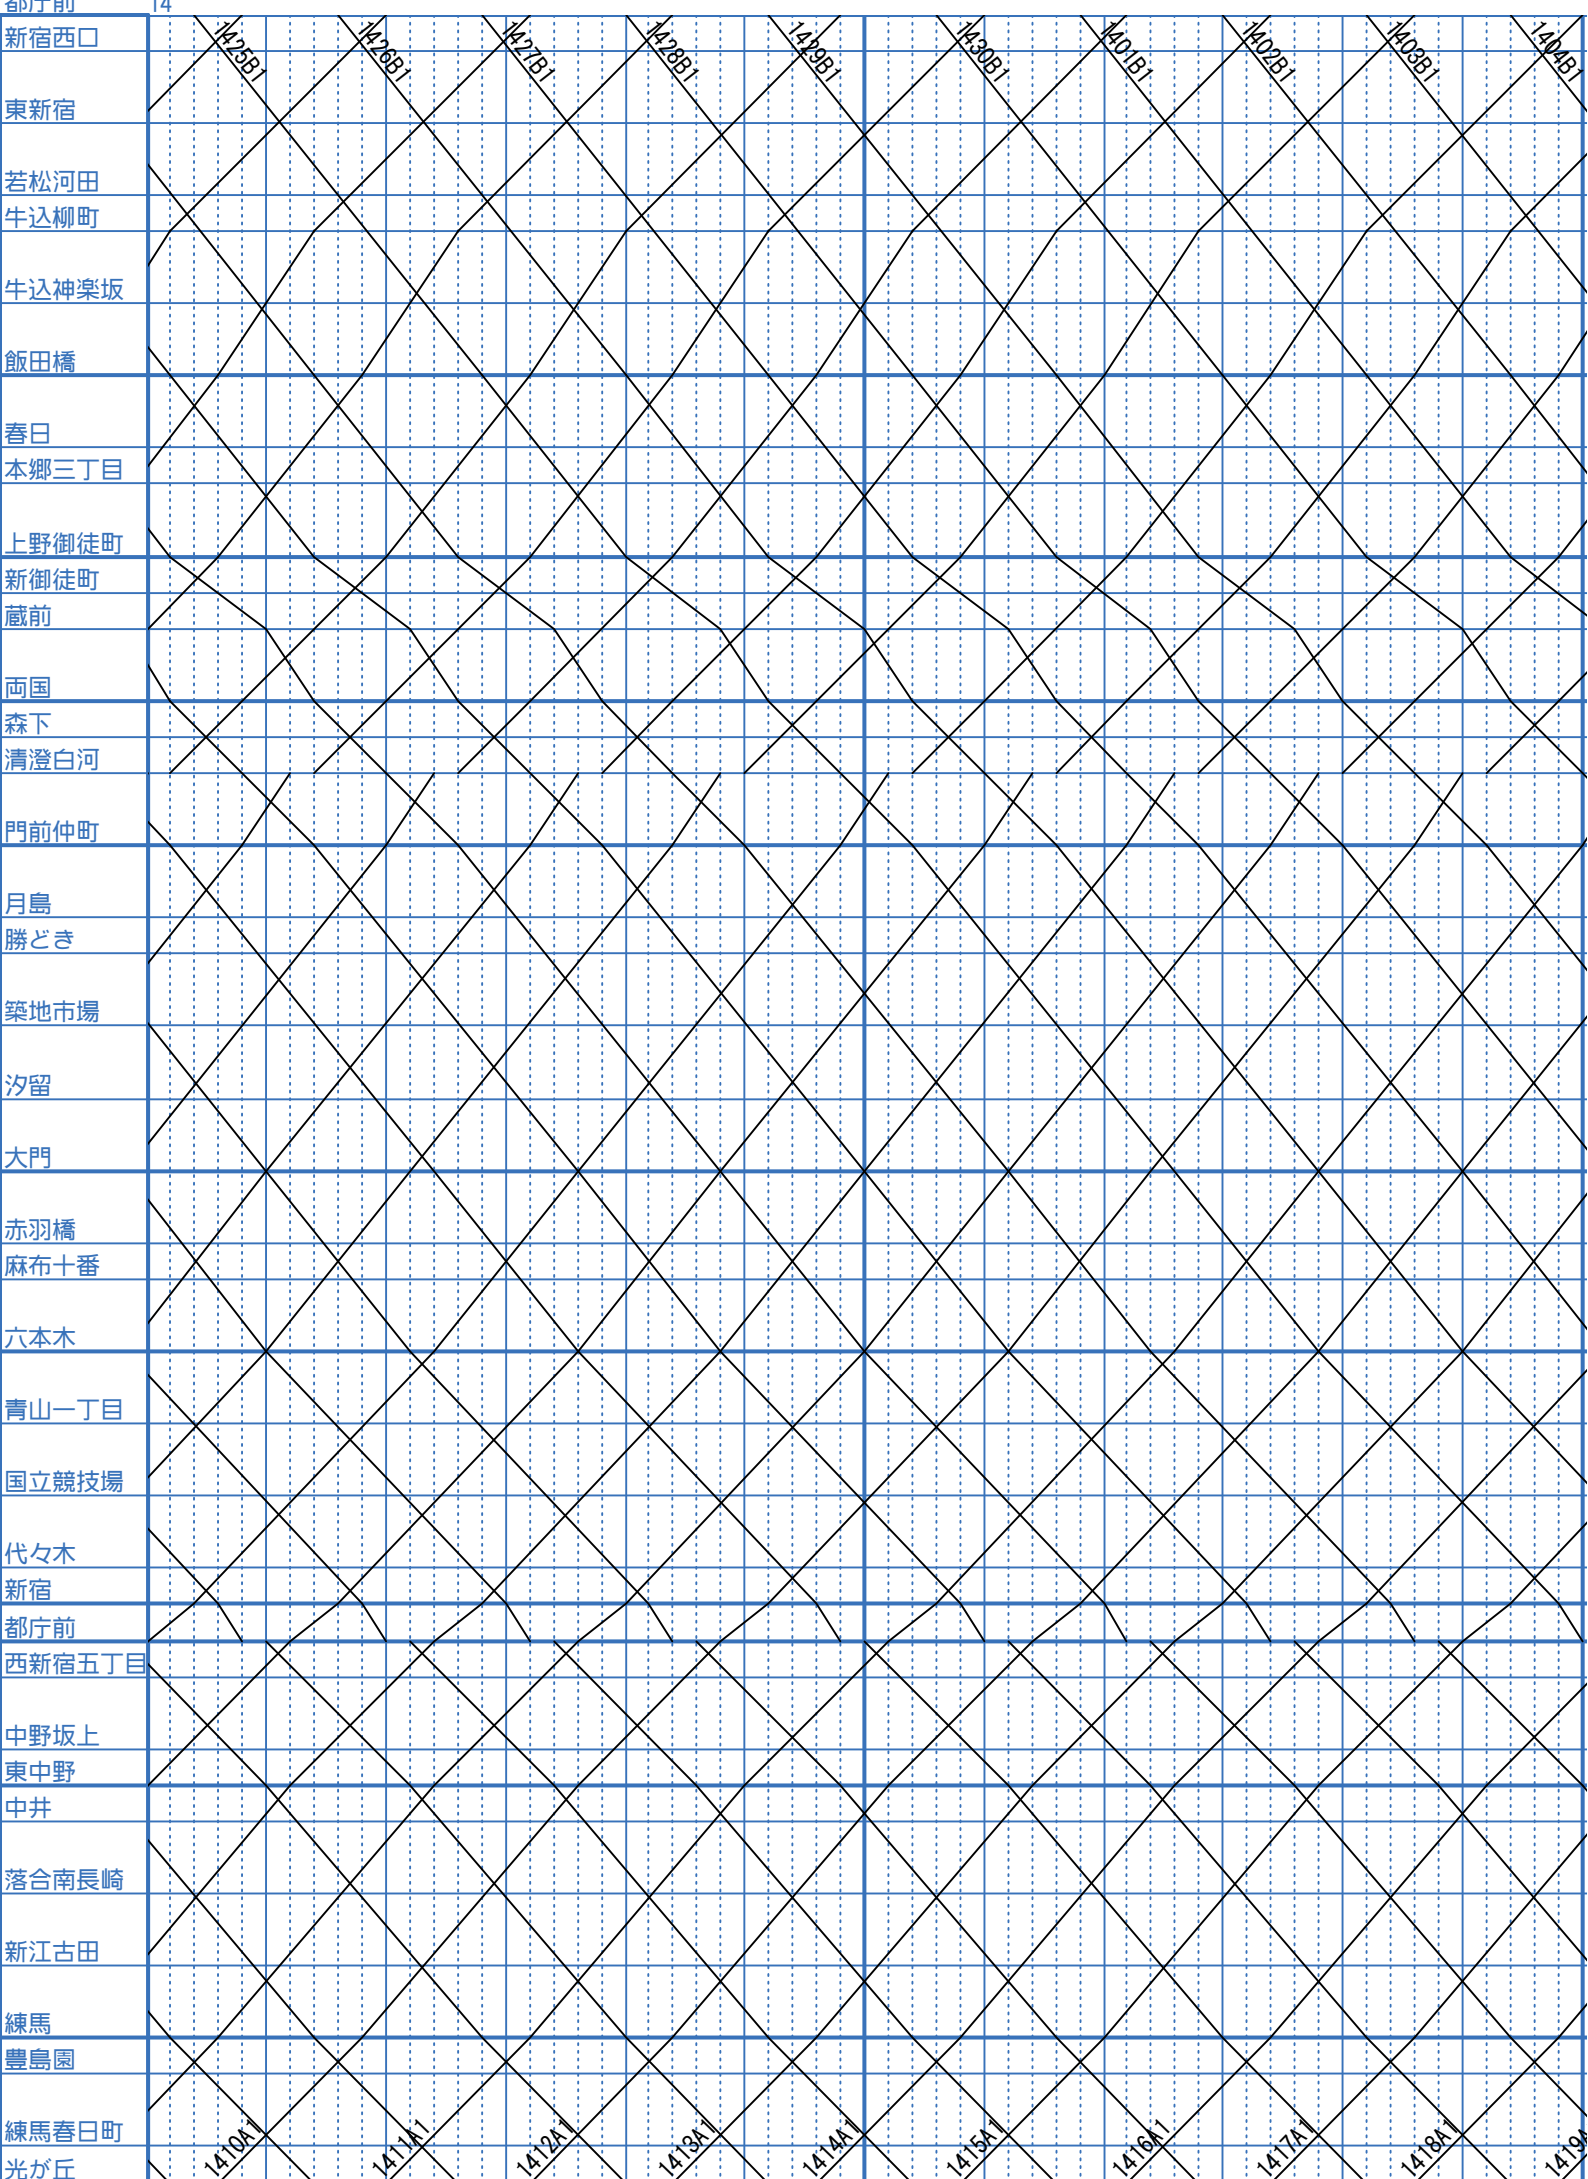 都庁前 14
新宿西口
1425B1 1426B1 1427B1 1428B1 1429B1 1430B1 1401B1 1402B1 1403B1 1404B1
東新宿
若松河田
牛込柳町
牛込神楽坂
飯田橋
春日
本郷三丁目
上野御徒町
新御徒町
蔵前
両国
森下
清澄白河
門前仲町
月島
勝どき
築地市場
汐留
大門
赤羽橋
麻布十番
六本木
青山一丁目
国立競技場
代々木
新宿
都庁前
西新宿五丁目
中野坂上
東中野
中井
落合南長崎
新江古田
練馬
豊島園
練馬春日町
1410A1 1411A1 1412A1 1413A1 1414A1 1415A1 1416A1 1417A1 1418A1 1419A
光が丘